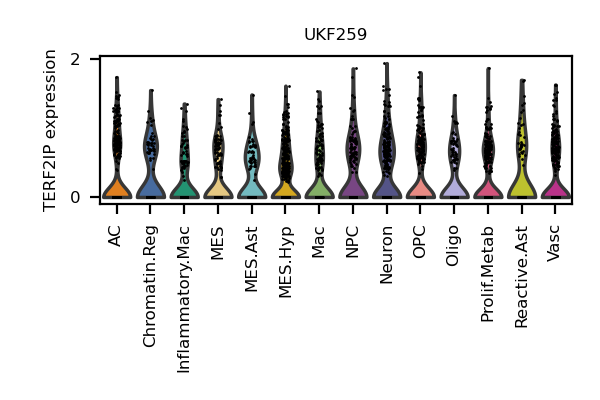 UKF259
TERF2IP expression
2
0
AC
Chromatin.Reg
Inflammatory.Mac
MES
MES.Ast
MES.Hyp
Mac
NPC
Neuron
OPC
Oligo
Prolif.Metab
Reactive.Ast
Vasc